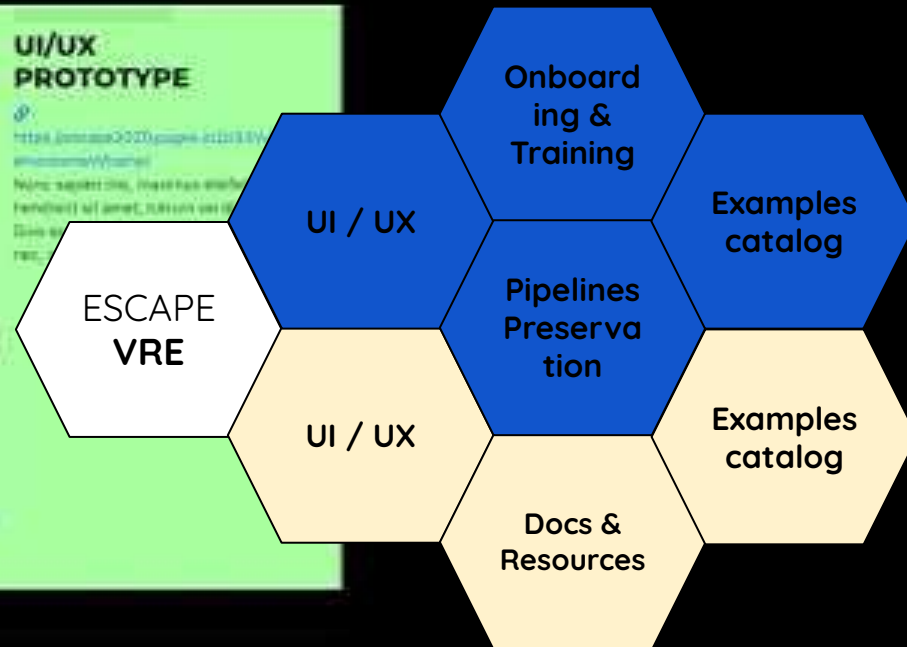 UI/UX
PROTOTYPE
Onboard
ing &
Training
UI / UX
Examples
catalog
ESCAPE
VRE
Pipelines
Preserva
tion
UI / UX
Examples
catalog
Docs &
Resources